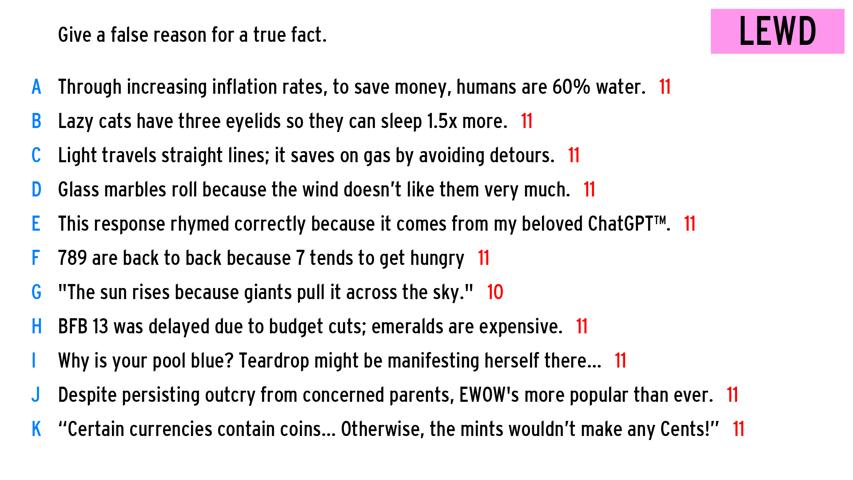 Give a false reason for a true fact.
LEWD
A Through increasing inflation rates, to save money, humans are 60% water. 11
B Lazy cats have three eyelids so they can sleep 1.5x more. 11
C Light travels straight lines; it saves on gas by avoiding detours. 11
D Glass marbles roll because the wind doesn't like them very much. 11
E This response rhymed correctly because it comes from my beloved ChatGPT™. 11
F 789 are back to back because 7 tends to get hungry 11
G "The sun rises because giants pull it across the sky." 10
H BFB 13 was delayed due to budget cuts; emeralds are expensive. 11
I Why is your pool blue? Teardrop might be manifesting herself there... 11
J Despite persisting outcry from concerned parents, EWOW's more popular than ever. 11
K “Certain currencies contain coins... Otherwise, the mints wouldn’t make any Cents!” 11